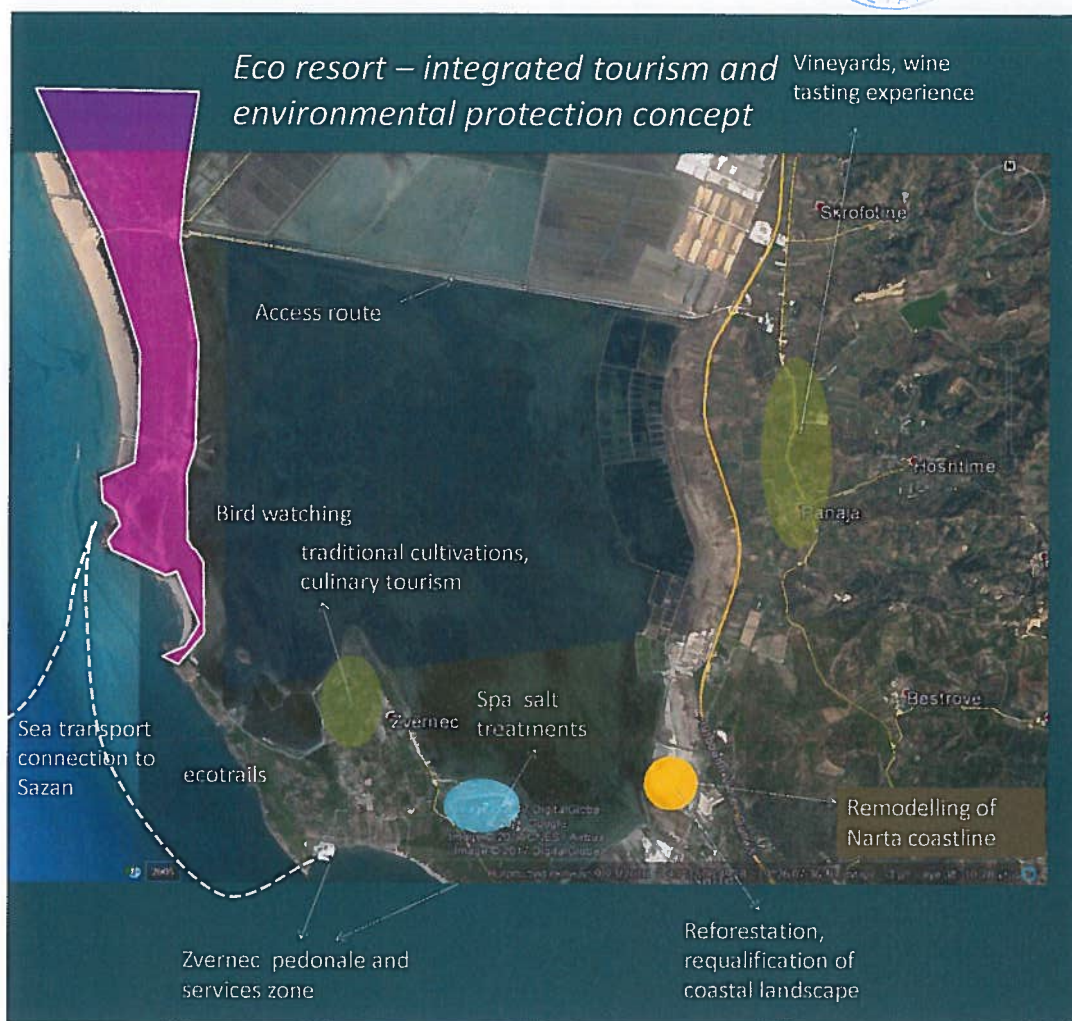 Eco resort – integrated tourism and
environmental protection concept
Vineyards, wine
tasting experience
Skrofotine
Access route
Hoshtime
Panaja
Bird watching
traditional cultivations,
culinary tourism
Zvernec
Spa salt
treatments
Bestrove
Sea transport
connection to
Sazan
ecotrails
Remodelling of
Narta coastline
Zvernec pedonale and
services zone
Reforestation,
requalification of
coastal landscape